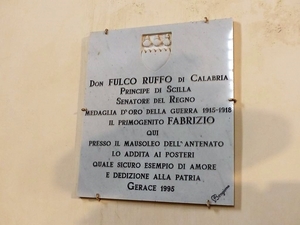 DON FULCO RUFFO DI CALABRIA
PRINCIPE DI SCILLA
SENATORE DEL REGNO
MEDAGLIA D'ORO DELLA GUERRA 1915-1918
IL PRIMOGENITO FABRIZIO
QUI
PRESSO IL MAUSOLEO DELL'ANTENATO
LO ADDITA AI POSTERI
QUALE SICURO ESEMPIO DI AMORE
E DEDIZIONE ALLA PATRIA
GERACE 1995